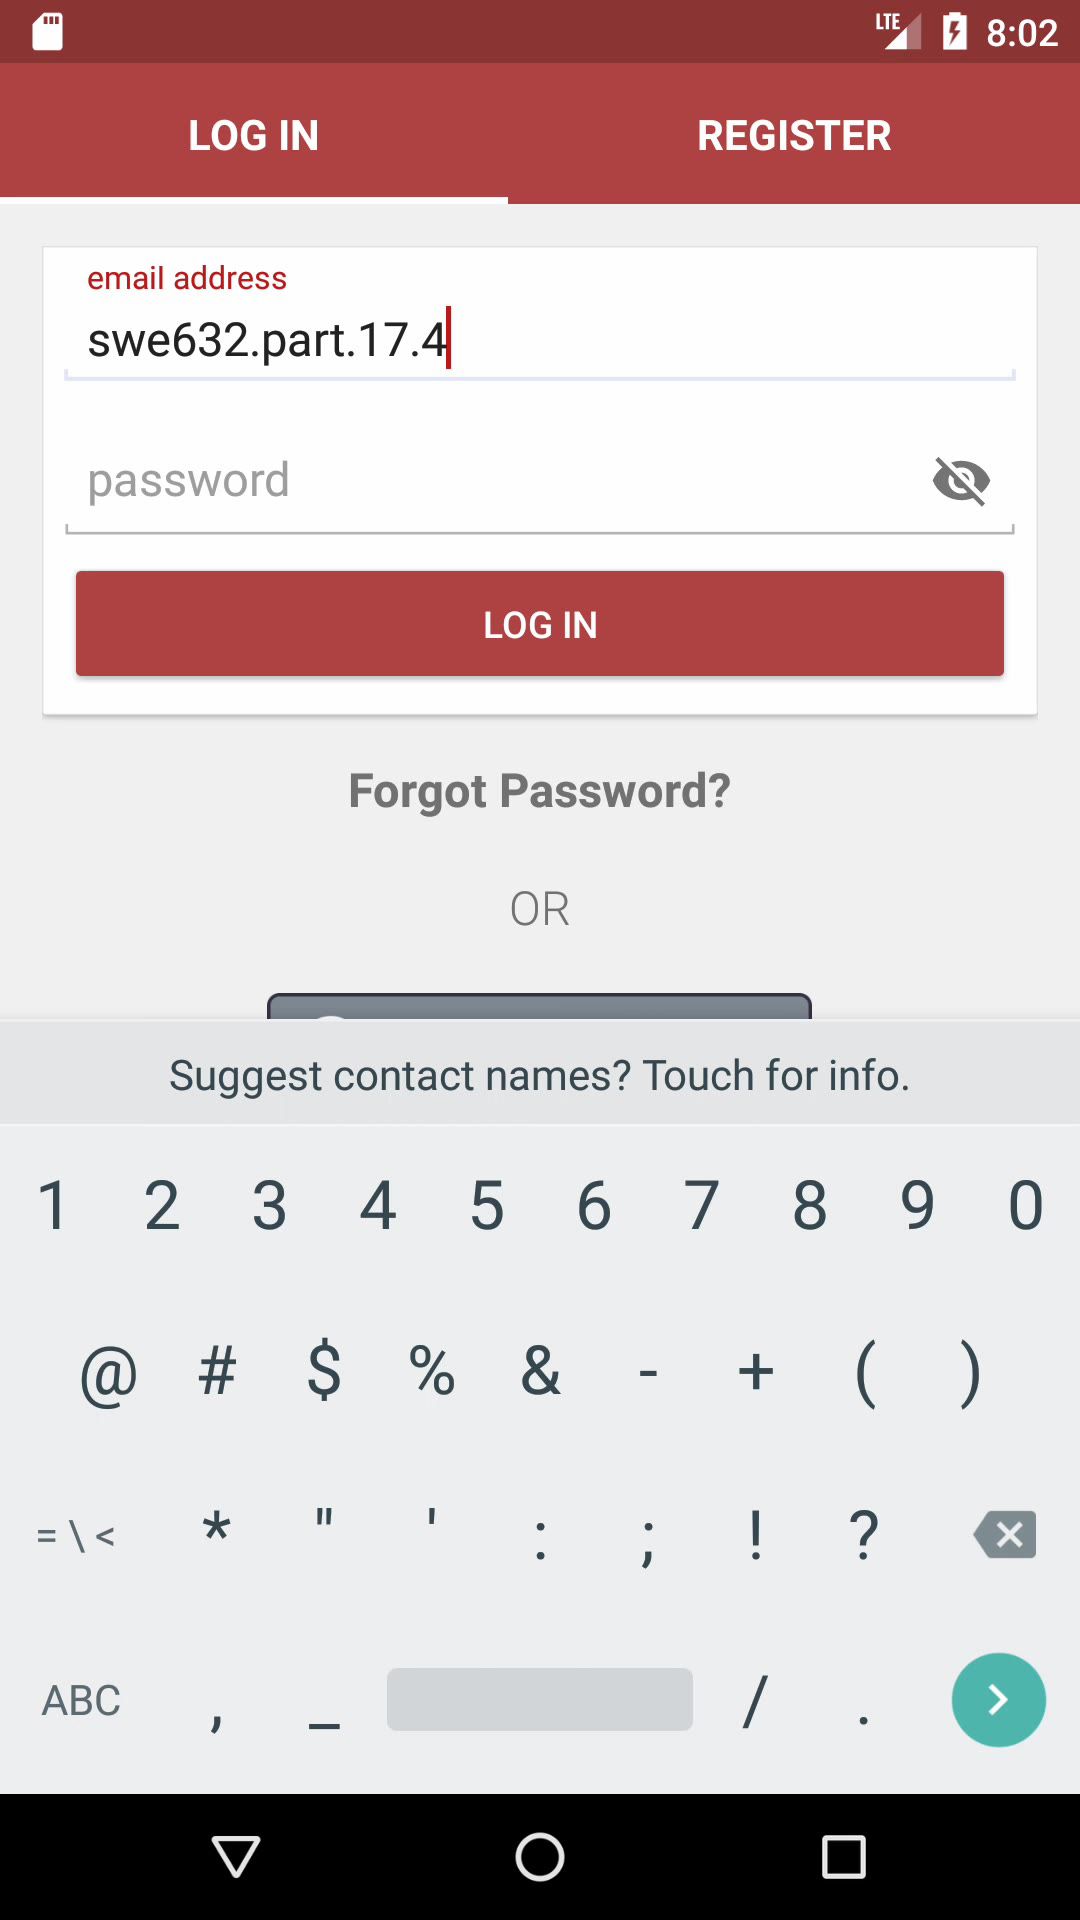 LTE 8:02
LOG IN REGISTER
email address
swe632.part.17.4
password
LOG IN
Forgot Password?
OR
Suggest contact names? Touch for info.
1 2 3 4 5 6 7 8 9 0
@ # $ % & - + ( )
= \ < * " ' : ; ! ?
ABC , _ / .